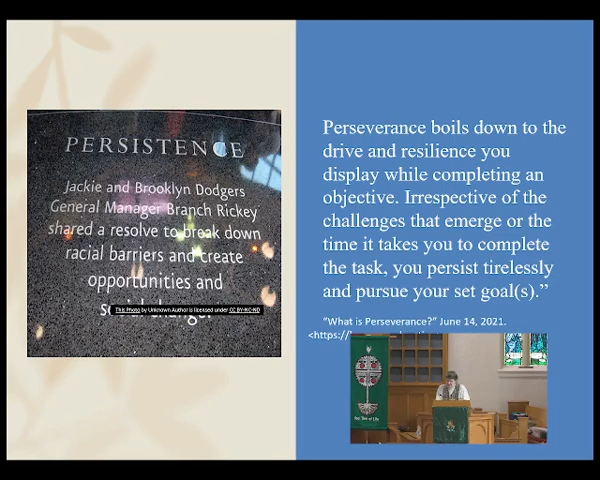 PERSISTENCE
Jackie and Brooklyn Dodgers
General Manager Branch Rickey
shared a resolve to break down
racial barriers and create
opportunities and
This Photo by Unknown Author is licensed under CC BY-NC-ND
Perseverance boils down to the
drive and resilience you
display while completing an
objective. Irrespective of the
challenges that emerge or the
time it takes you to complete
the task, you persist tirelessly
and pursue your set goal(s).”
“What is Perseverance?” June 14, 2021.
<https://